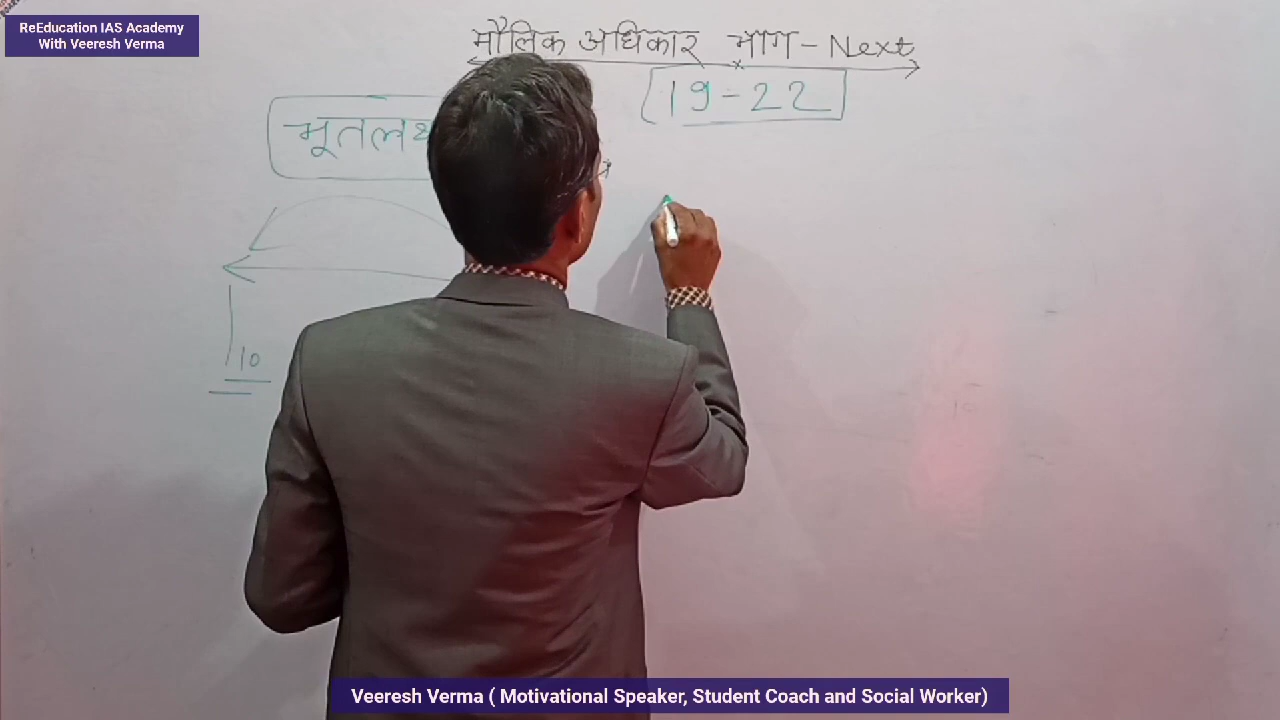 ReEducation IAS Academy
With Veeresh Verma
मौलिक अधिकार भाग - Next
19-22
10
Veeresh Verma ( Motivational Speaker, Student Coach and Social Worker)